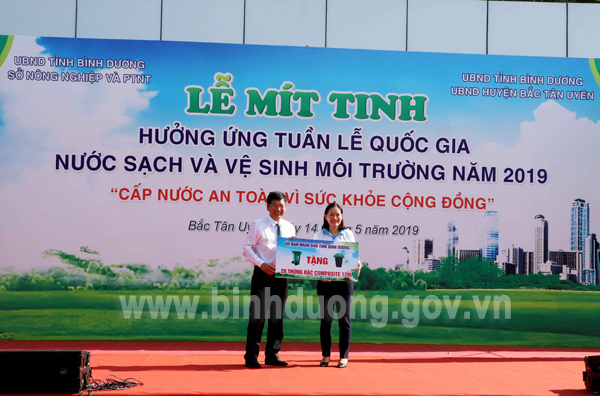 UBND TỈNH BÌNH DƯƠNG
SỞ NÔNG NGHIỆP VÀ PTNT
UBND TỈNH BÌNH DƯƠNG
UBND HUYỆN BẮC TÂN UYÊN
LỄ MÍT TINH
HƯỞNG ỨNG TUẦN LỄ QUỐC GIA
NƯỚC SẠCH VÀ VỆ SINH MÔI TRƯỜNG NĂM 2019
“CẤP NƯỚC AN TOÀN VÌ SỨC KHỎE CỘNG ĐỒNG”
Bắc Tân Uy 14 5 năm 2019
ỦY BAN NHÂN DÂN TỈNH BÌNH DƯƠNG
TẶNG
20 THÙNG RÁC COMPOSITE 120L
www.binhduong.gov.vn